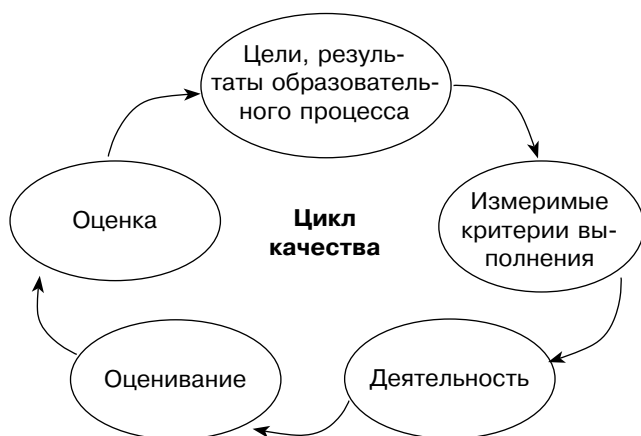 Цели, резуль-
таты образователь-
ного процесса
Измеримые
критерии вы-
полнения
Деятельность
Оценивание
Оценка
Цикл
качества